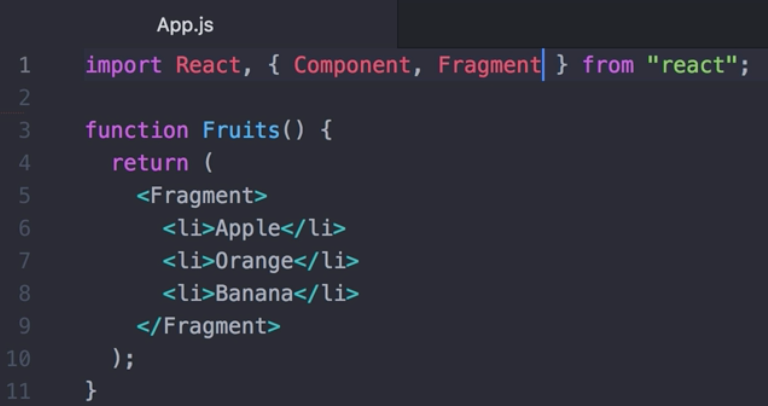 App.js
1 import React, { Component, Fragment } from "react";
2
3 function Fruits() {
4   return (
5     <Fragment>
6       <li>Apple</li>
7       <li>Orange</li>
8       <li>Banana</li>
9     </Fragment>
10   );
11 }